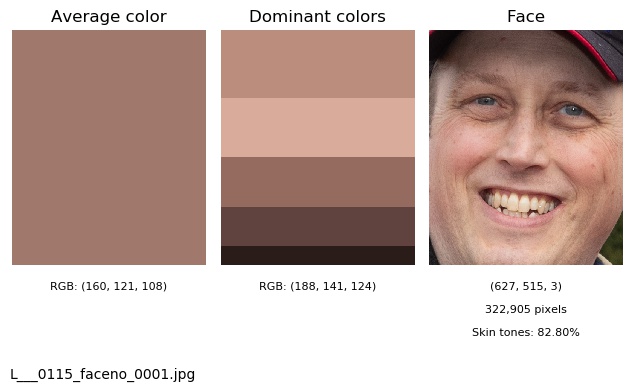 Average color
Dominant colors
Face
RGB: (160, 121, 108)
RGB: (188, 141, 124)
(627, 515, 3)
322,905 pixels
Skin tones: 82.80%
L___0115_faceno_0001.jpg